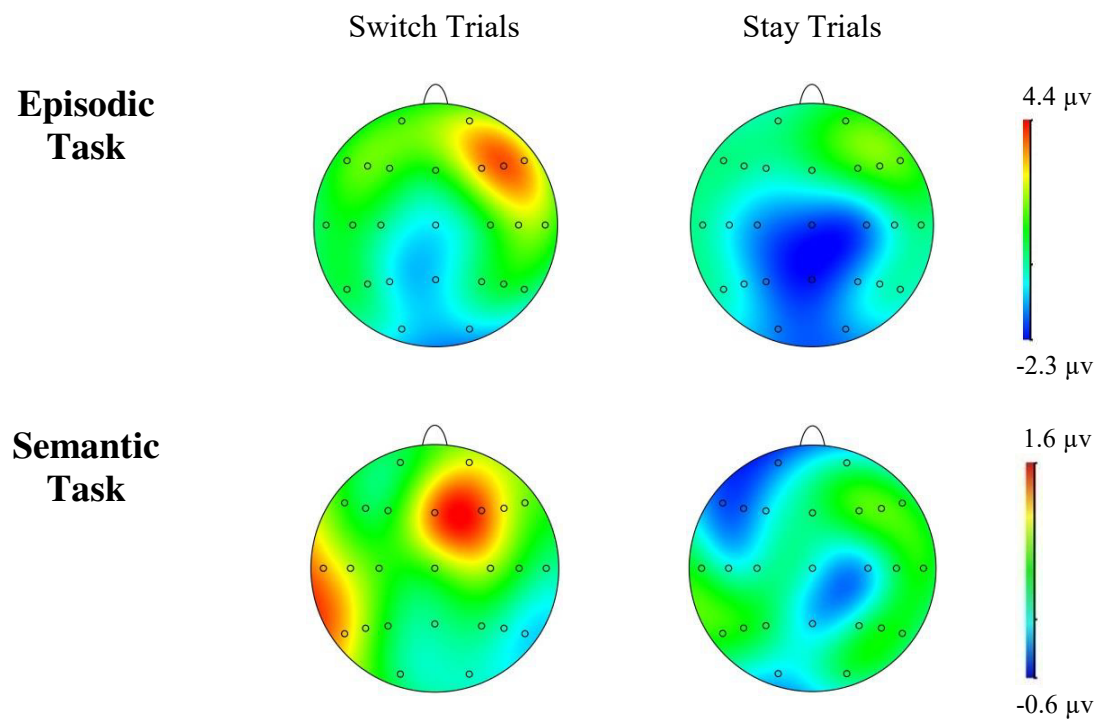 Switch Trials
Stay Trials
Episodic
Task
4.4 µv
-2.3 µv
Semantic
Task
1.6 µv
-0.6 µv